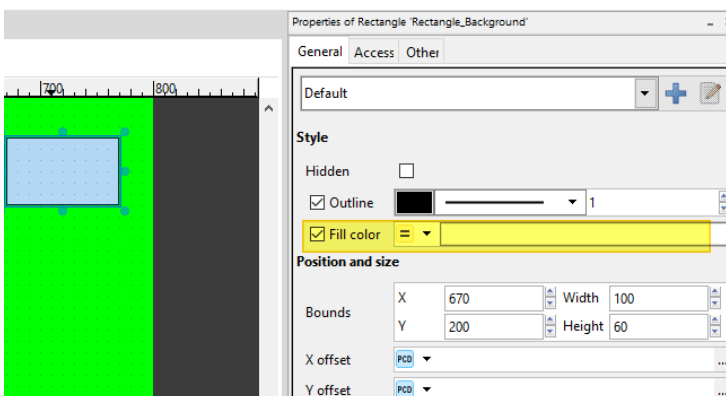 Properties of Rectangle 'Rectangle_Background'
General Access Other
700 800
Default
Style
Hidden
Outline 1
Fill color =
Position and size
Bounds X 670 Width 100
Y 200 Height 60
X offset PCD ...
Y offset PCD ...